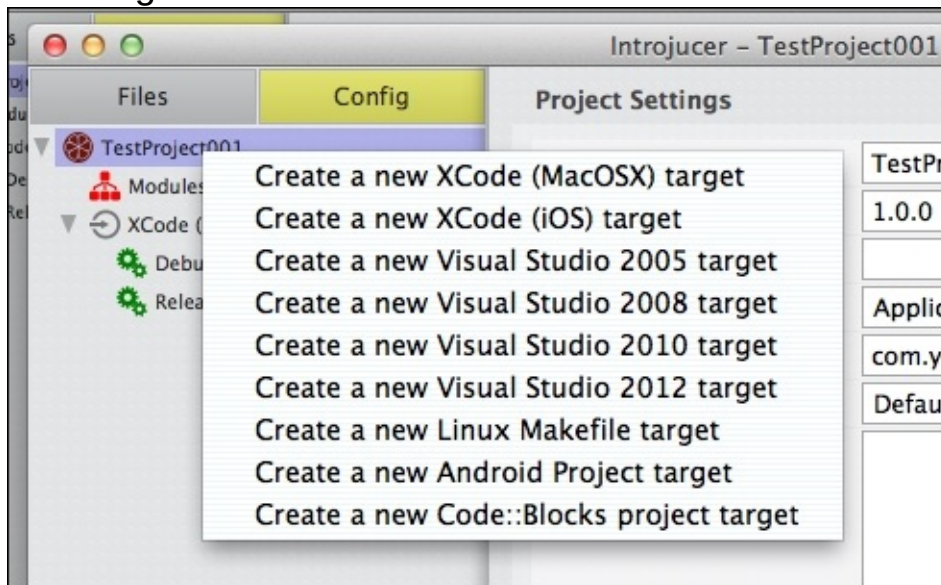 Introjucer – TestProject001
Files
Config
Project Settings
TestProject001
Modules
XCode (
Debu
Relea
Create a new XCode (MacOSX) target
Create a new XCode (iOS) target
Create a new Visual Studio 2005 target
Create a new Visual Studio 2008 target
Create a new Visual Studio 2010 target
Create a new Visual Studio 2012 target
Create a new Linux Makefile target
Create a new Android Project target
Create a new Code::Blocks project target
TestPr
1.0.0
Applic
com.y
Defau